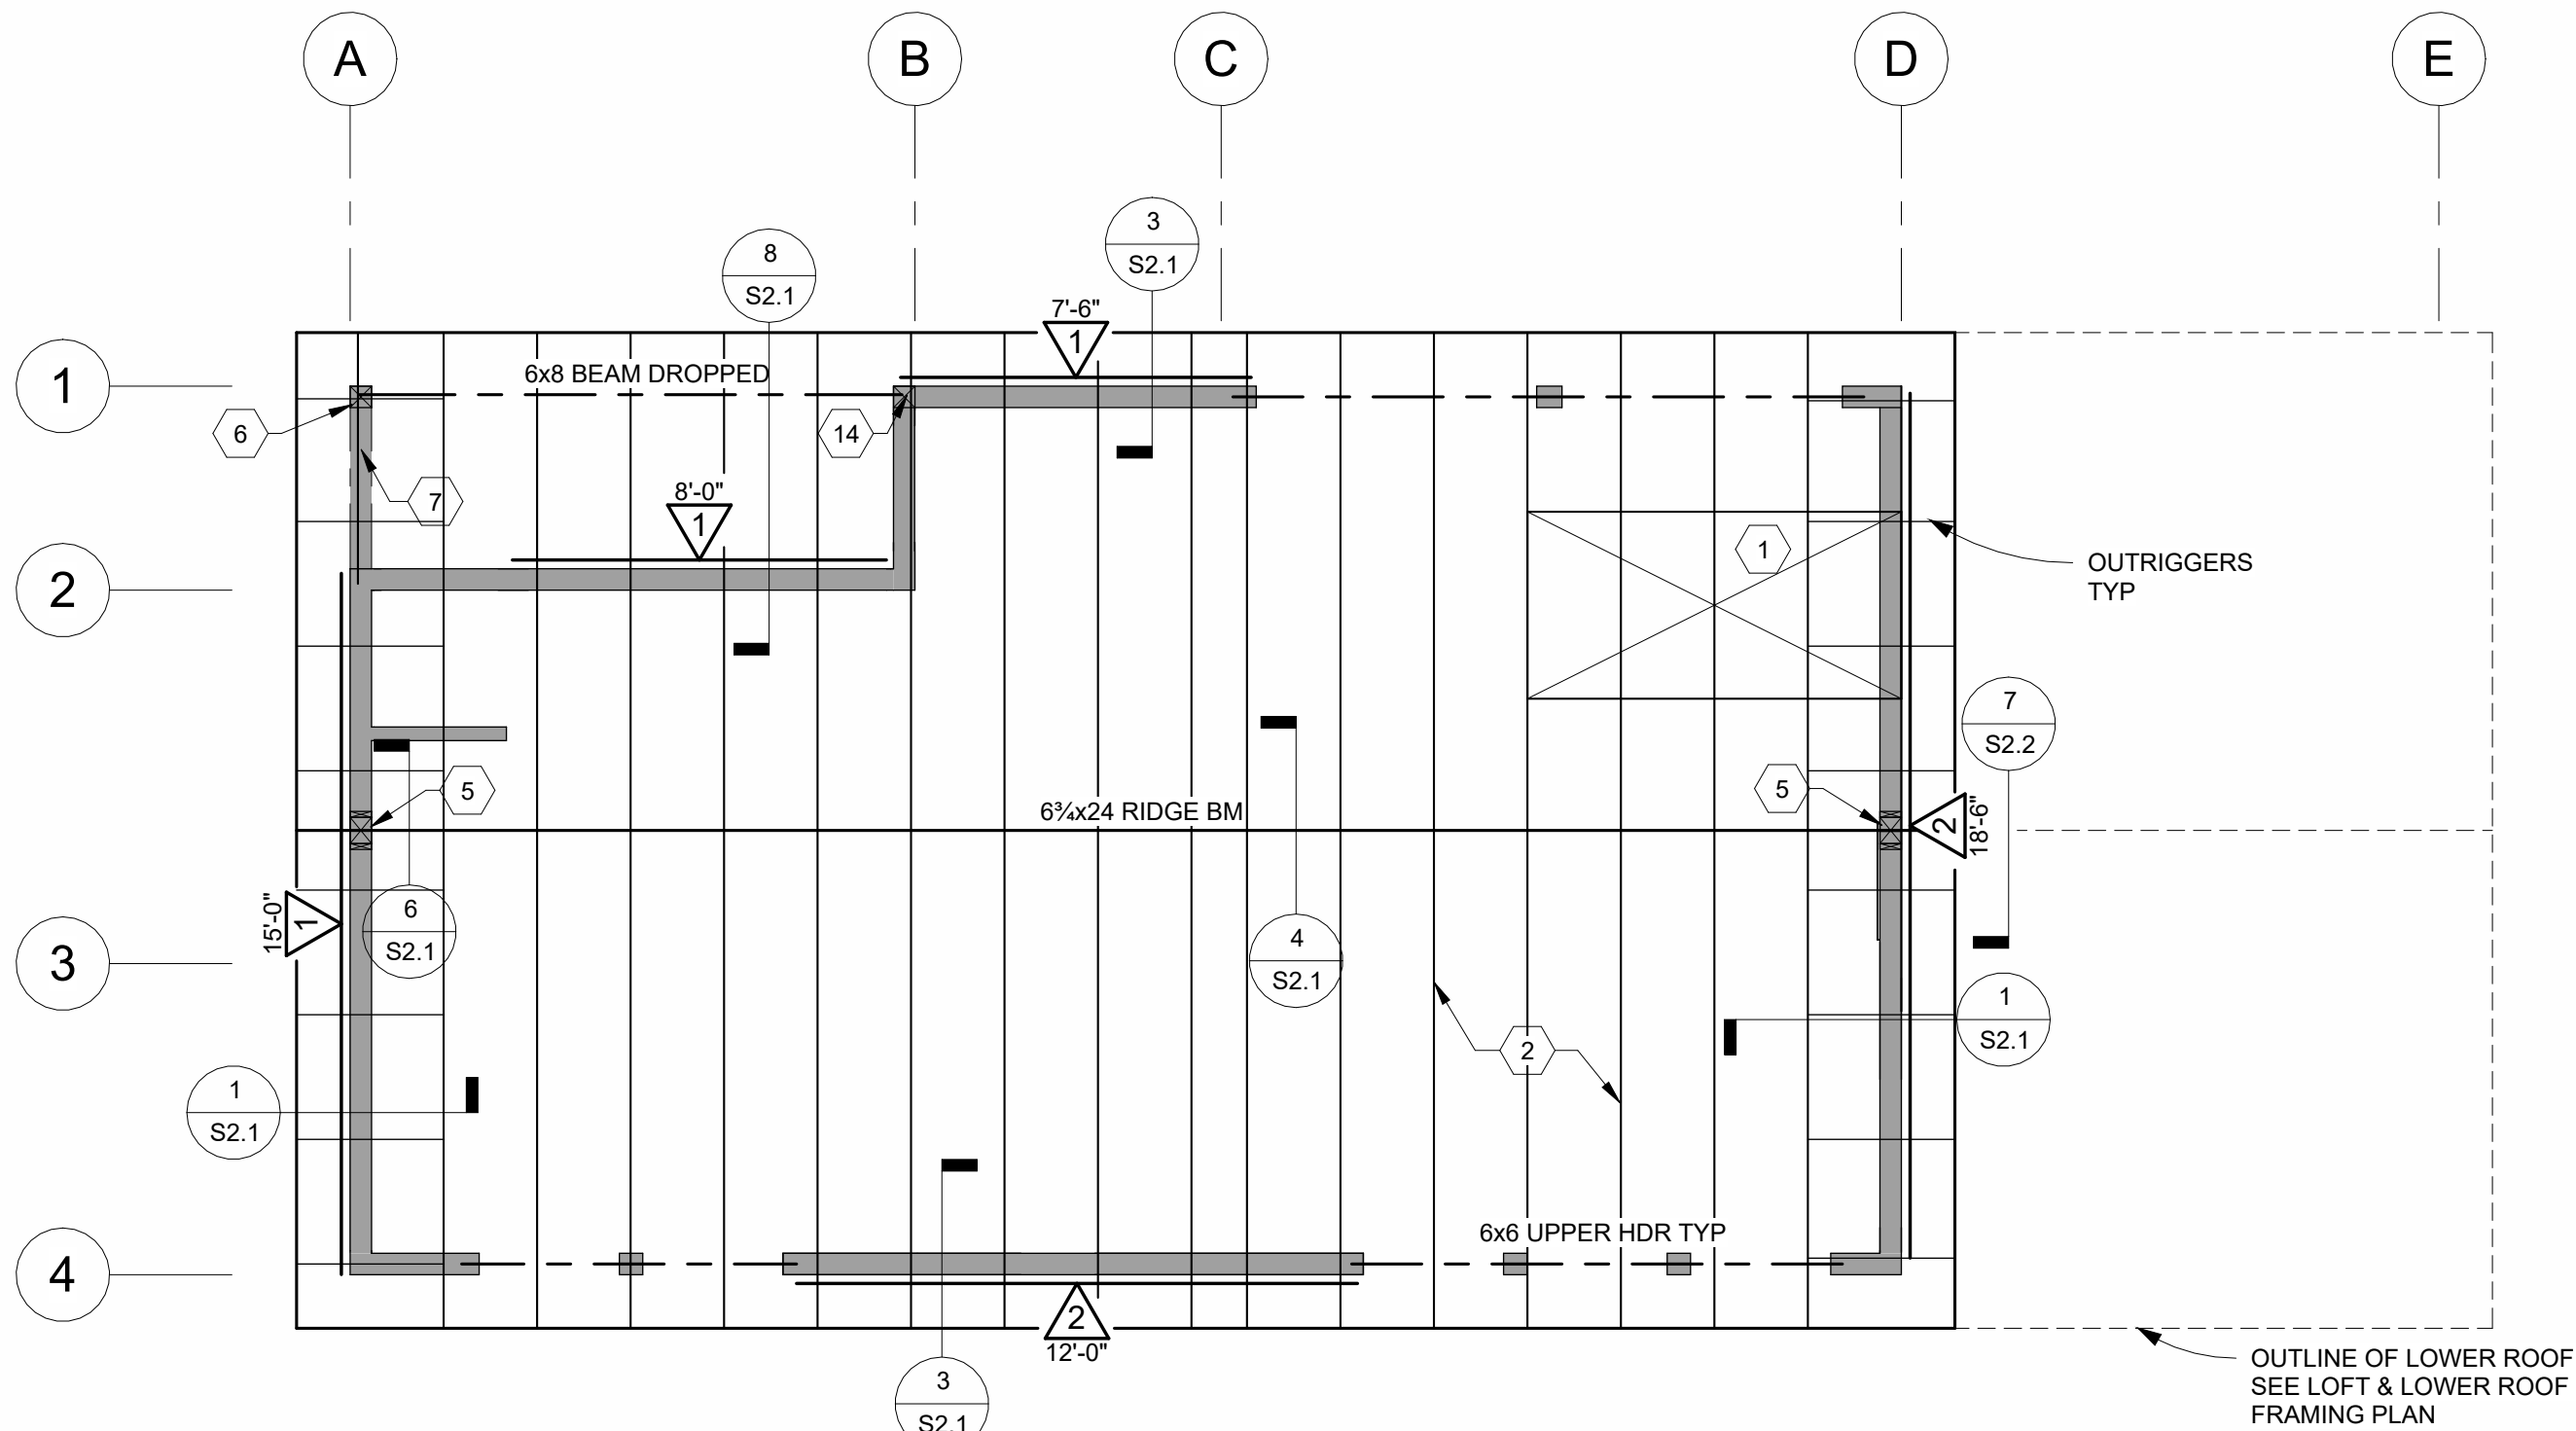 A
B
C
D
E
3
S2.1
8
S2.1
7'-6"
1
1
6x8 BEAM DROPPED
6
14
7
8'-0"
1
1
OUTRIGGERS
TYP
2
7
S2.2
5
5
6¾x24 RIDGE BM
2
18'-6"
15'-0"
1
6
S2.1
4
S2.1
3
1
S2.1
2
1
S2.1
6x6 UPPER HDR TYP
4
2
12'-0"
3
S2.1
OUTLINE OF LOWER ROOF
SEE LOFT & LOWER ROOF
FRAMING PLAN